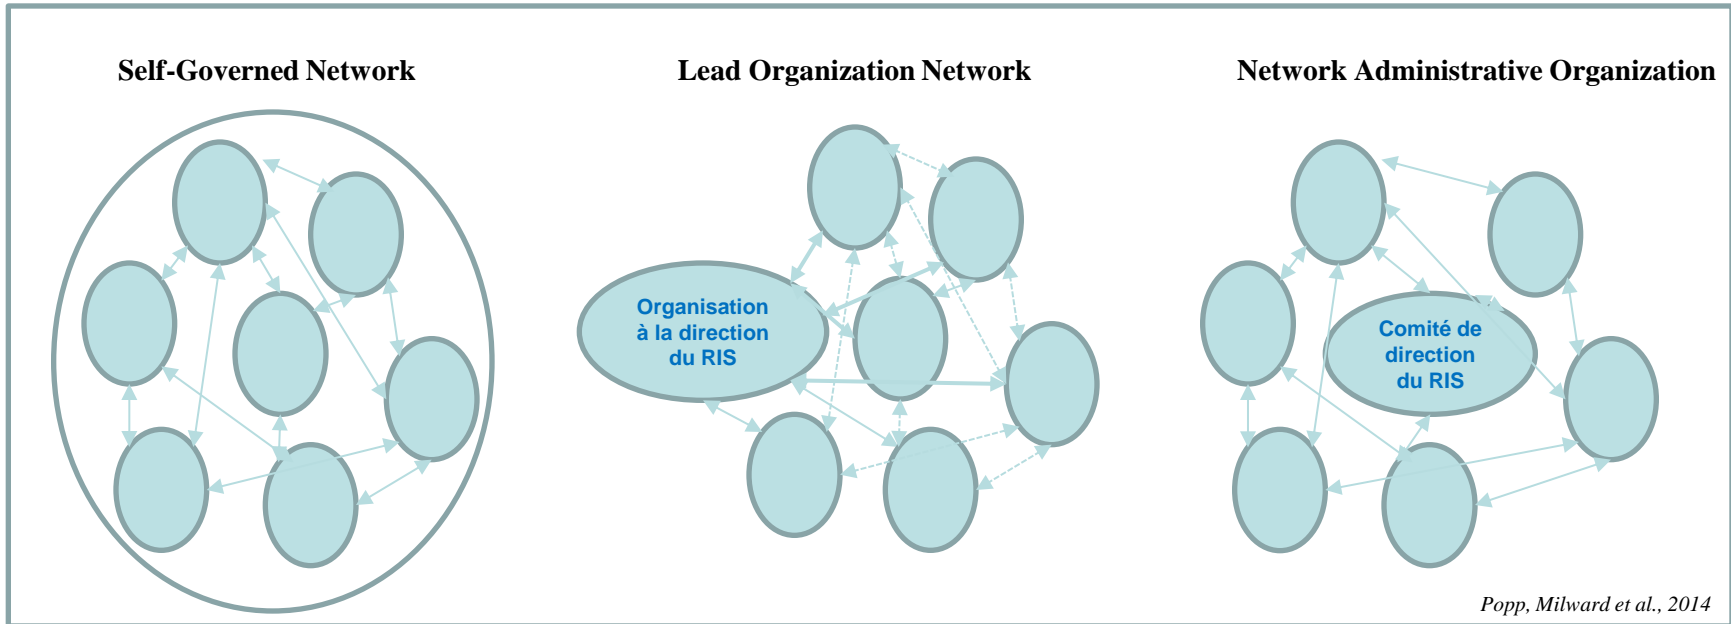 Self-Governed Network
Lead Organization Network
Network Administrative Organization
Organisation
à la direction
du RIS
Comité de
direction
du RIS
Popp, Milward et al., 2014